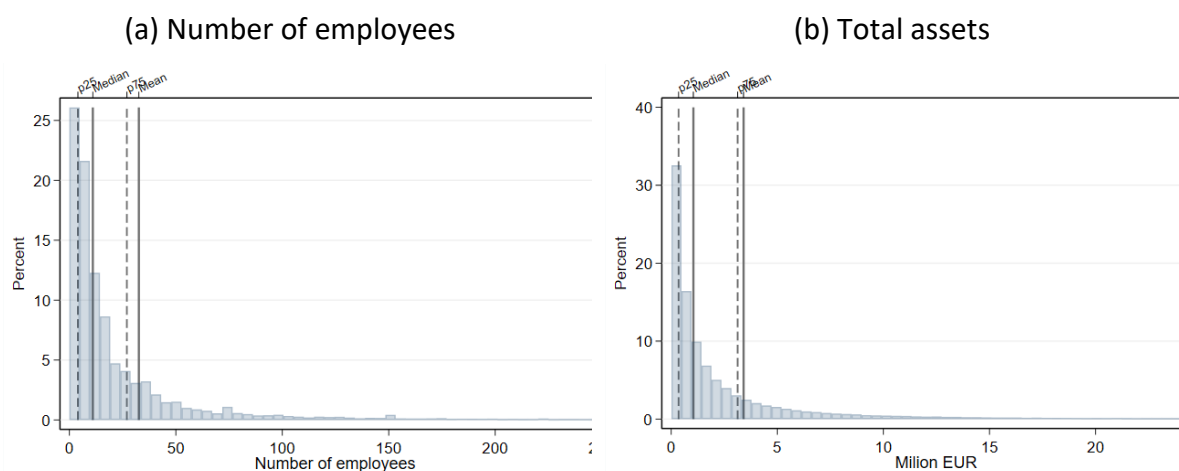 (a) Number of employees
p25 Median p75 Mean
25
20
15
10
5
0
Percent
0 50 100 150 200 2
Number of employees
(b) Total assets
p25 Median p75 Mean
40
30
20
10
0
Percent
0 5 10 15 20
Milion EUR